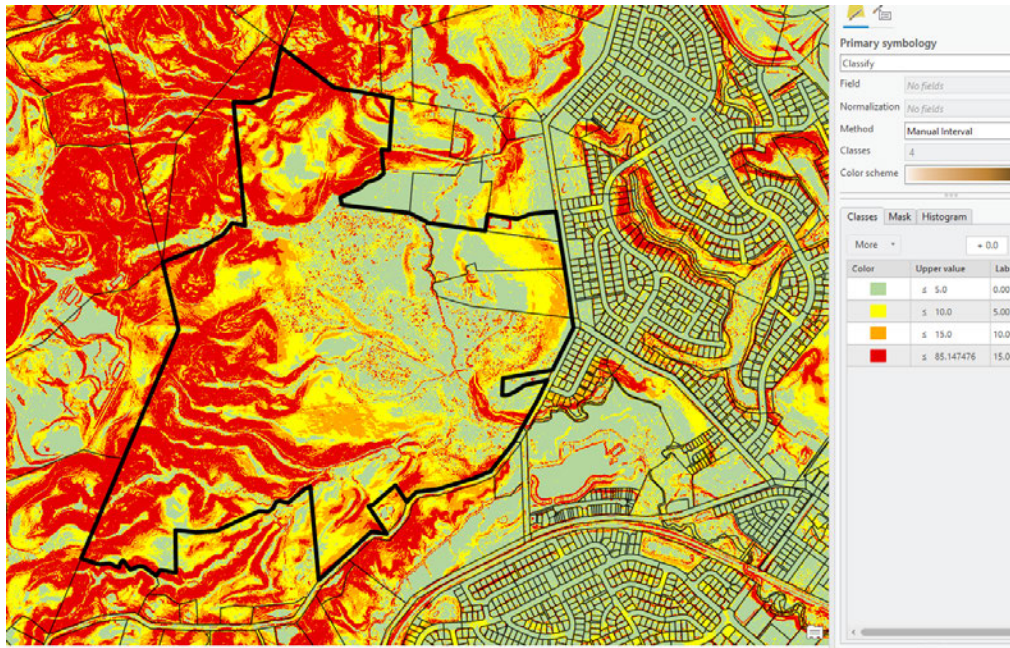 Primary symbology
Classify
Field No fields
Normalization No fields
Method Manual Interval
Classes 4
Color scheme
Classes Mask Histogram
More + 0.0
Color Upper value Lab
≤ 5.0 0.00
≤ 10.0 5.00
≤ 15.0 10.0
≤ 85.147476 15.0